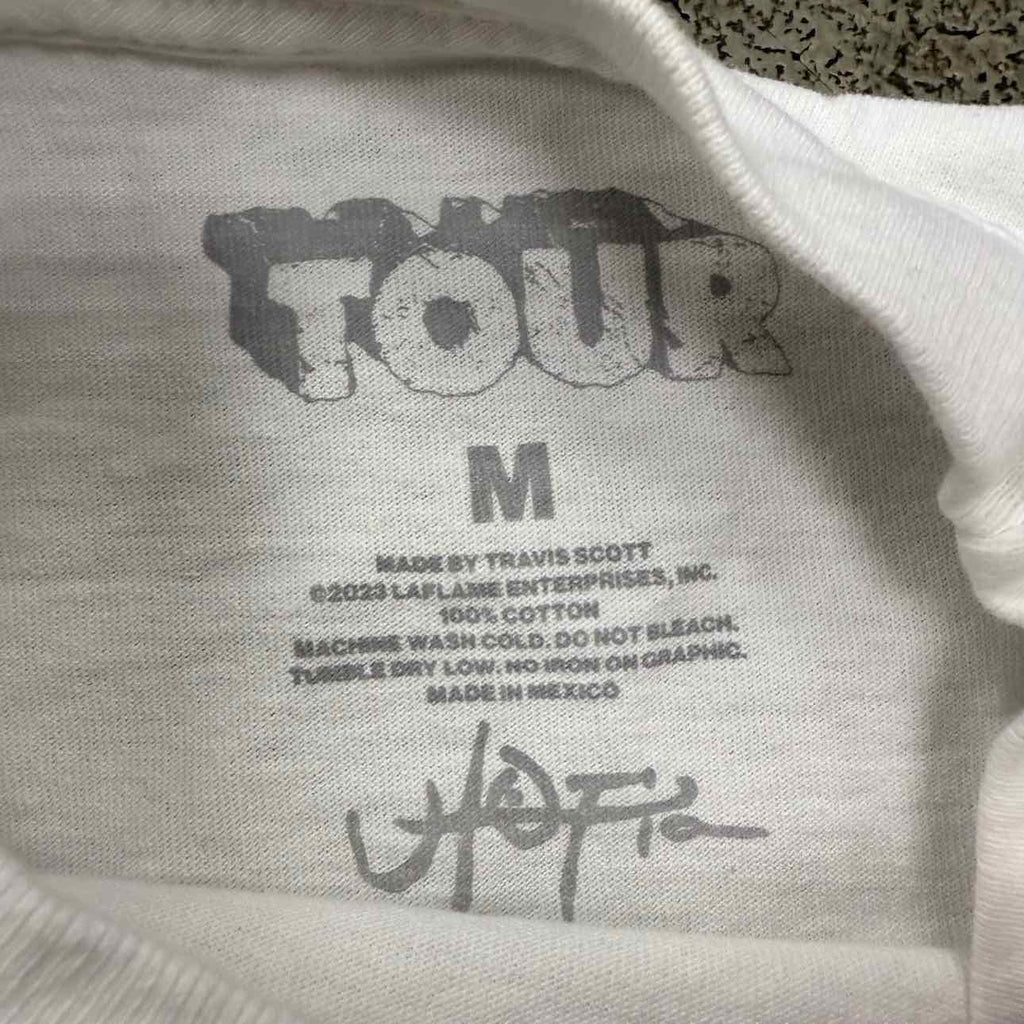 TOUR
M
MADE BY TRAVIS SCOTT
©2023 LAFLAME ENTERPRISES, INC.
100% COTTON
MACHINE WASH COLD. DO NOT BLEACH.
TUMBLE DRY LOW. NO IRON ON GRAPHIC.
MADE IN MEXICO